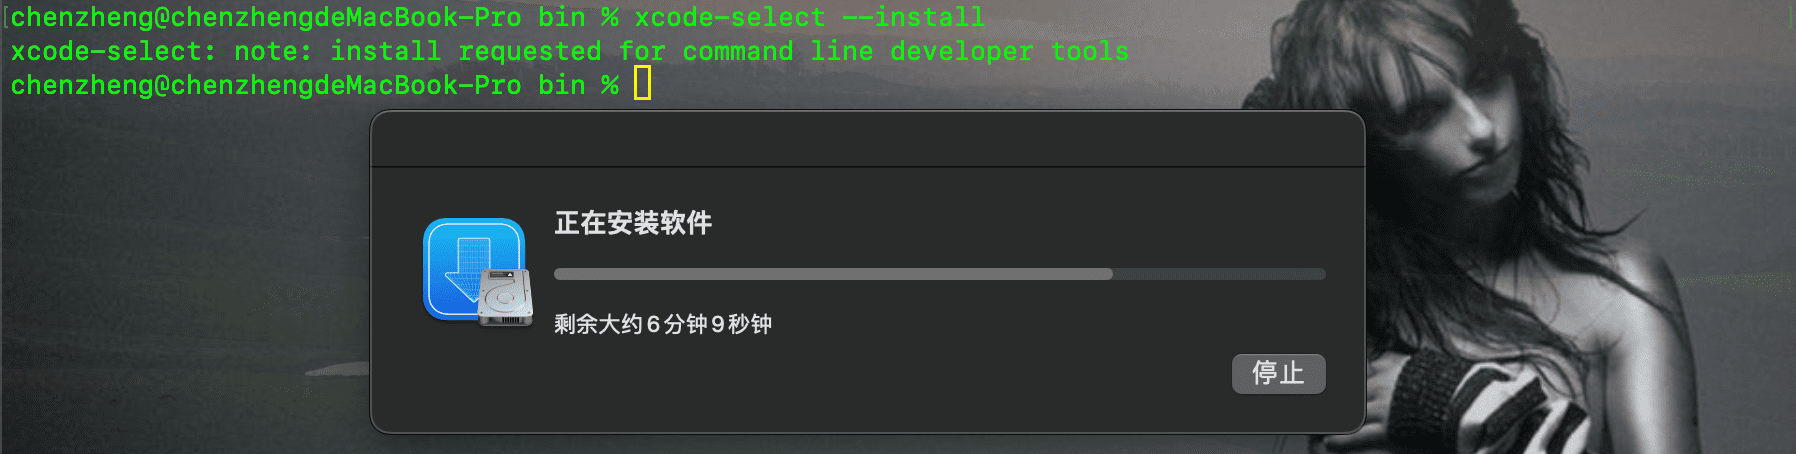 [chenzheng@chenzhengdeMacBook-Pro bin % xcode-select --install
xcode-select: note: install requested for command line developer tools
chenzheng@chenzhengdeMacBook-Pro bin %
正在安装软件
剩余大约6分钟9秒钟
停止